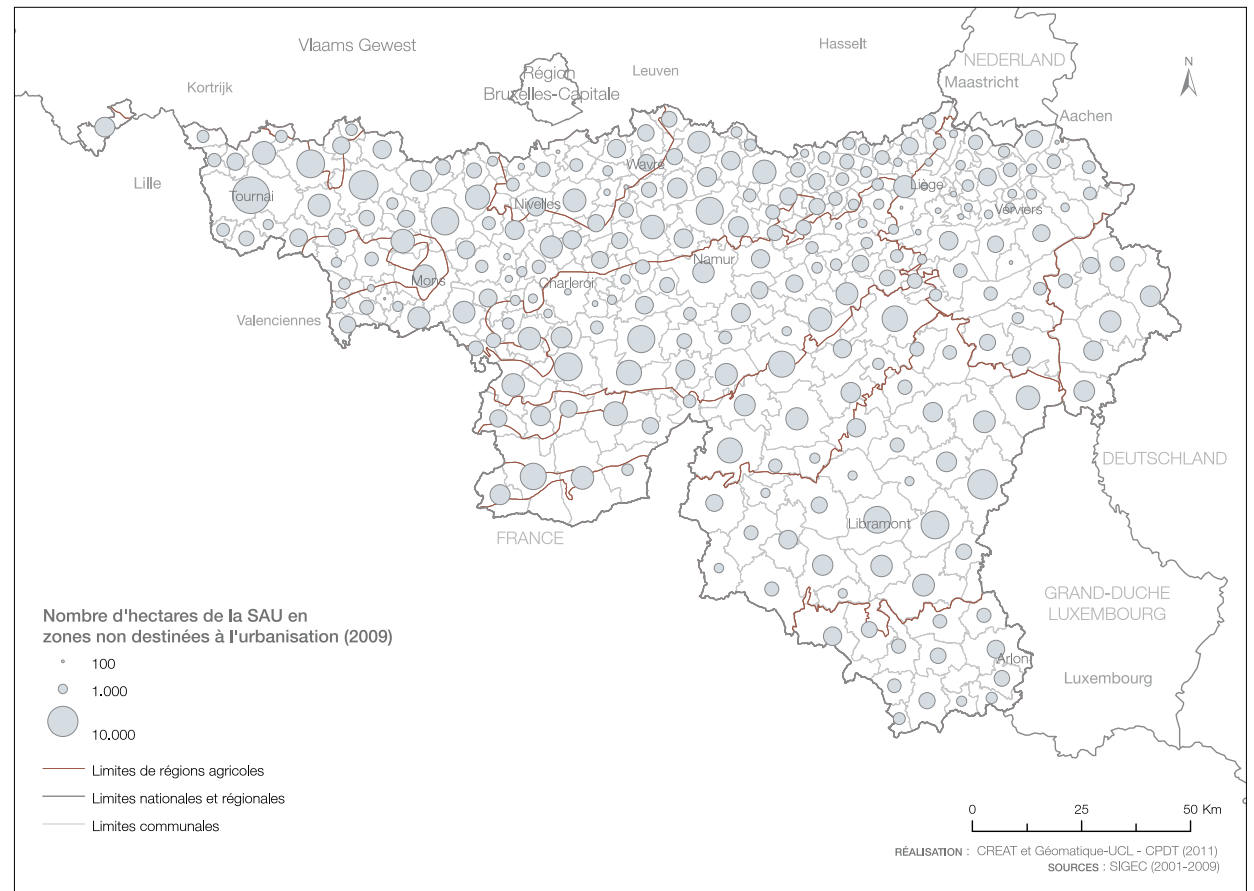 Vlaams Gewest
Hasselt
NEDERLAND
Maastricht
Leuven
Région
Bruxelles-Capitale
Kortrijk
N
Aachen
Lille
Tournai
Wavre
Nivelles
Liège
Verviers
Namur
Mons
Charleroi
Valenciennes
DEUTSCHLAND
Libramont
FRANCE
GRAND-DUCHE
LUXEMBOURG
Arlon
Luxembourg
Nombre d'hectares de la SAU en
zones non destinées à l'urbanisation (2009)
100
1.000
10.000
Limites de régions agricoles
Limites nationales et régionales
Limites communales
0 25 50 Km
RÉALISATION : CREAT et Géomatique-UCL - CPDT (2011)
SOURCES : SIGEC (2001-2009)